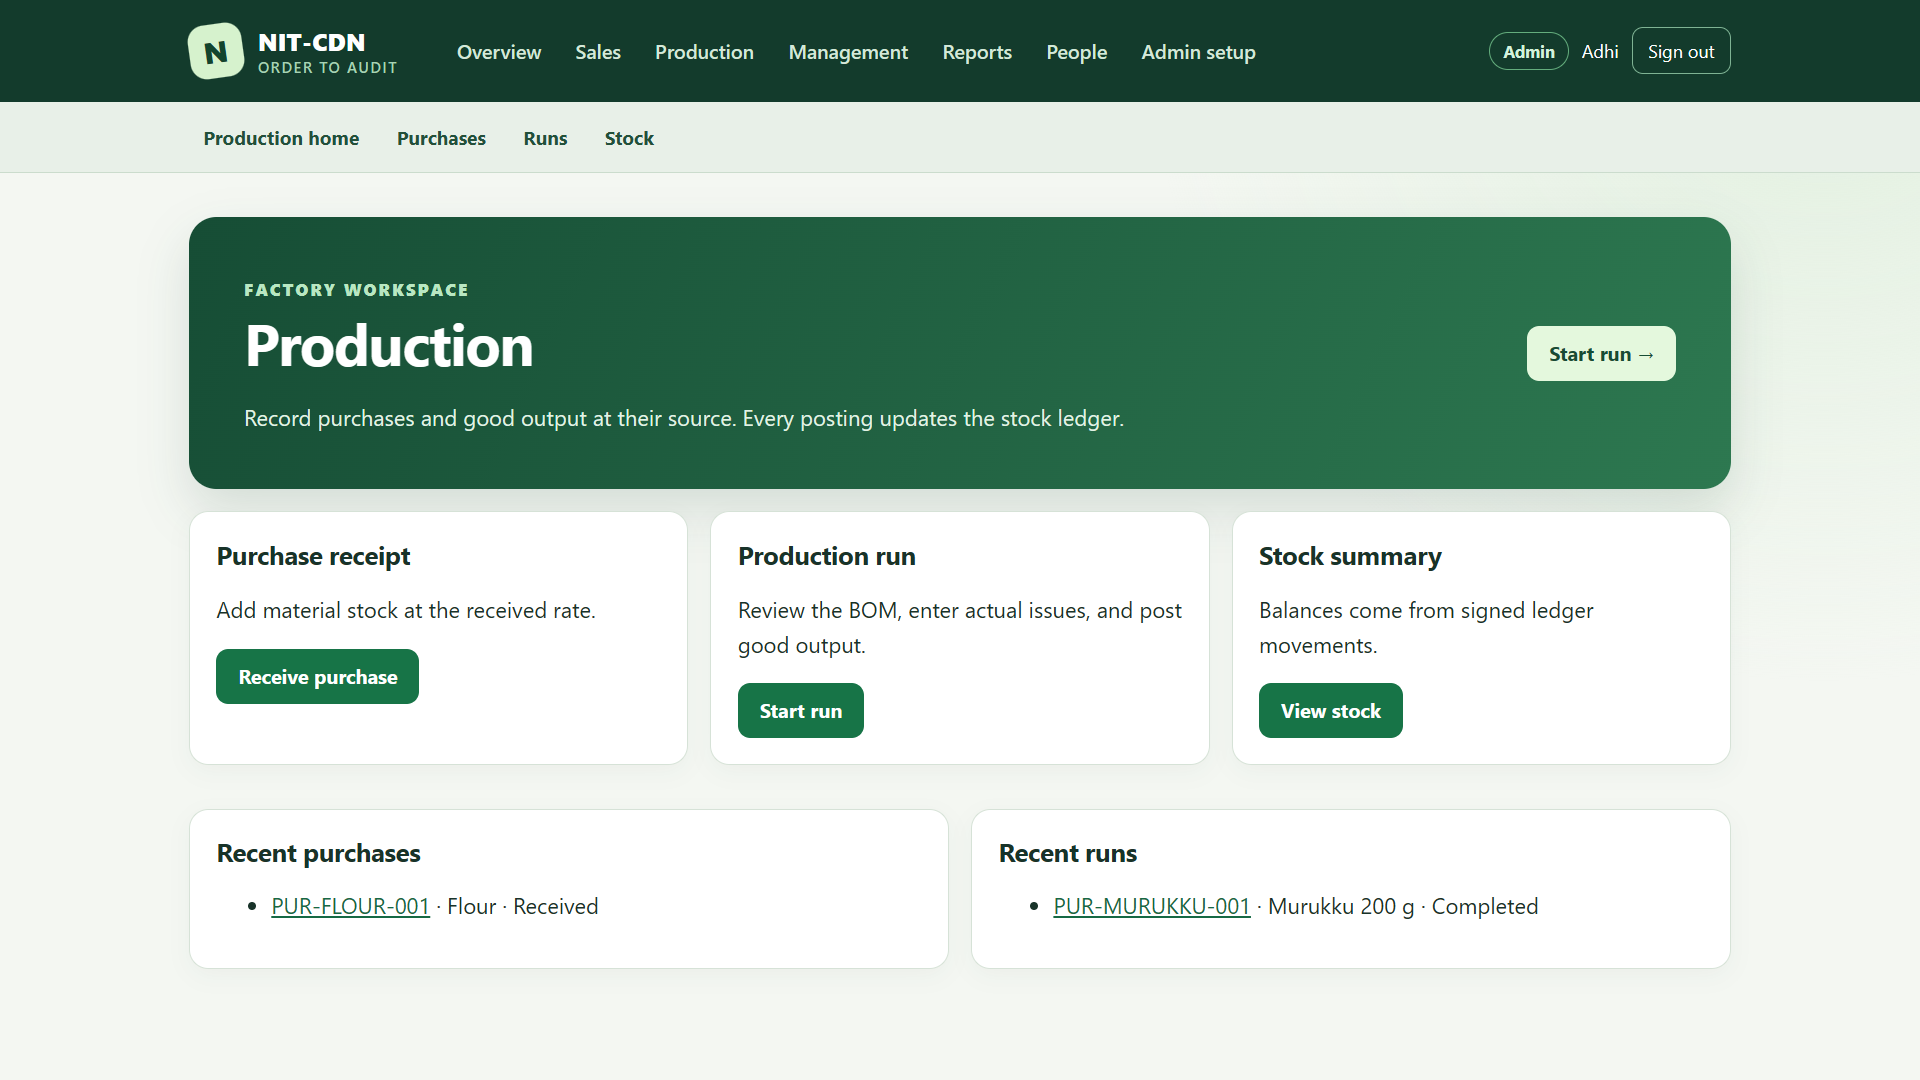 N
NIT-CDN
ORDER TO AUDIT
Overview
Sales
Production
Management
Reports
People
Admin setup
Admin
Adhi
Sign out
Production home
Purchases
Runs
Stock
FACTORY WORKSPACE
Production
Record purchases and good output at their source. Every posting updates the stock ledger.
Start run →
Purchase receipt
Add material stock at the received rate.
Receive purchase
Production run
Review the BOM, enter actual issues, and post
good output.
Start run
Stock summary
Balances come from signed ledger
movements.
View stock
Recent purchases
• PUR-FLOUR-001 · Flour · Received
Recent runs
• PUR-MURUKKU-001 · Murukku 200 g · Completed